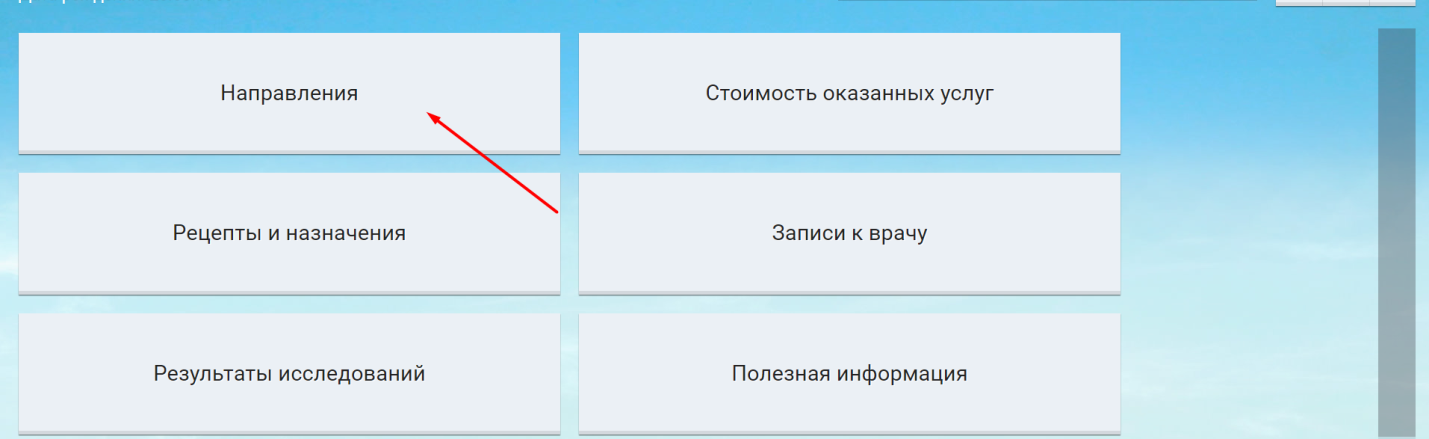 Направления
Стоимость оказанных услуг
Рецепты и назначения
Записи к врачу
Результаты исследований
Полезная информация